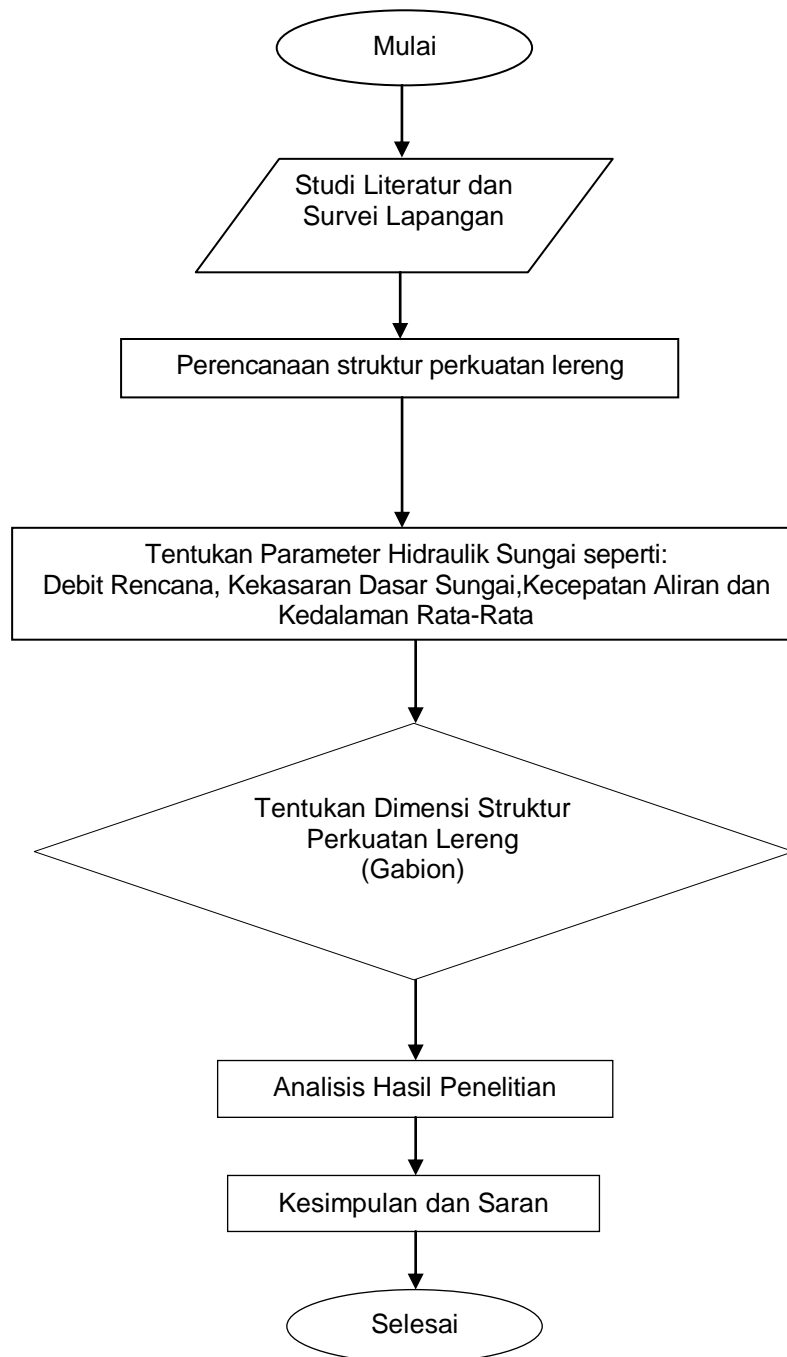 Mulai
Studi Literatur dan
Survei Lapangan
Perencanaan struktur perkuatan lereng
Tentukan Parameter Hidraulik Sungai seperti:
Debit Rencana, Kekasaran Dasar Sungai,Kecepatan Aliran dan
Kedalaman Rata-Rata
Tentukan Dimensi Struktur
Perkuatan Lereng
(Gabion)
Analisis Hasil Penelitian
Kesimpulan dan Saran
Selesai